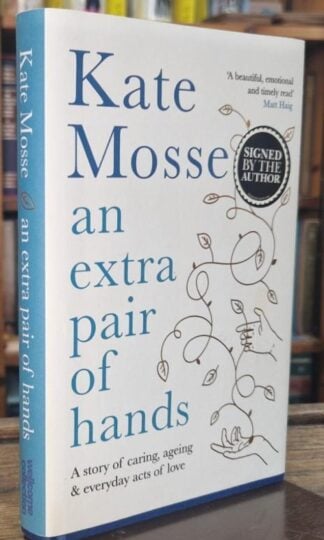 Kate Mosse an extra pair of hands
wellcome
collection
Kate
Mosse
'A beautiful, emotional
and timely read'
Matt Haig
SIGNED
BY THE
AUTHOR
an
extra
pair
of
hands
A story of caring, ageing
& everyday acts of love